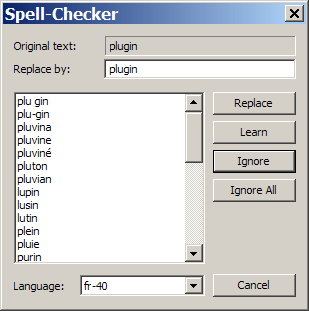 Spell-Checker
Original text: plugin
Replace by: plugin
plu gin
plu-gin
pluvina
pluvine
pluviné
pluton
pluvian
lupin
lusin
lutin
plein
pluie
purin
Replace
Learn
Ignore
Ignore All
Language: fr-40
Cancel